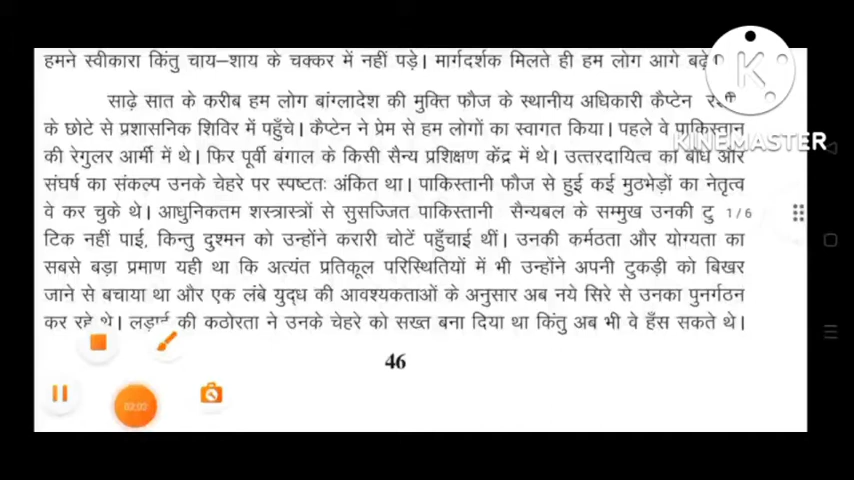 हमने स्वीकारा किंतु चाय–शाय के चक्कर में नहीं पड़े। मार्गदर्शक मिलते ही हम लोग आगे बढ़े
साढ़े सात के करीब हम लोग बांग्लादेश की मुक्ति फौज के स्थानीय अधिकारी कैप्टेन
के छोटे से प्रशासनिक शिविर में पहुँचे। कैप्टेन ने प्रेम से हम लोगों का स्वागत किया। पहले वे पाकिस्तान
की रेगुलर आर्मी में थे। फिर पूर्वी बंगाल के किसी सैन्य प्रशिक्षण केंद्र में थे। उत्तरदायित्व का बोध और
संघर्ष का संकल्प उनके चेहरे पर स्पष्टतः अंकित था। पाकिस्तानी फौज से हुई कई मुठभेड़ों का नेतृत्व
वे कर चुके थे। आधुनिकतम शस्त्रास्त्रों से सुसज्जित पाकिस्तानी सैन्यबल के सम्मुख उनकी टु
टिक नहीं पाई, किन्तु दुश्मन को उन्होंने करारी चोटें पहुँचाई थीं। उनकी कर्मठता और योग्यता का
सबसे बड़ा प्रमाण यही था कि अत्यंत प्रतिकूल परिस्थितियों में भी उन्होंने अपनी टुकड़ी को बिखर
जाने से बचाया था और एक लंबे युद्ध की आवश्यकताओं के अनुसार अब नये सिरे से उनका पुनर्गठन
कर रहे थे। लड़ाई की कठोरता ने उनके चेहरे को सख्त बना दिया था किंतु अब भी वे हँस सकते थे।
46
1/6
K
KINEMASTER